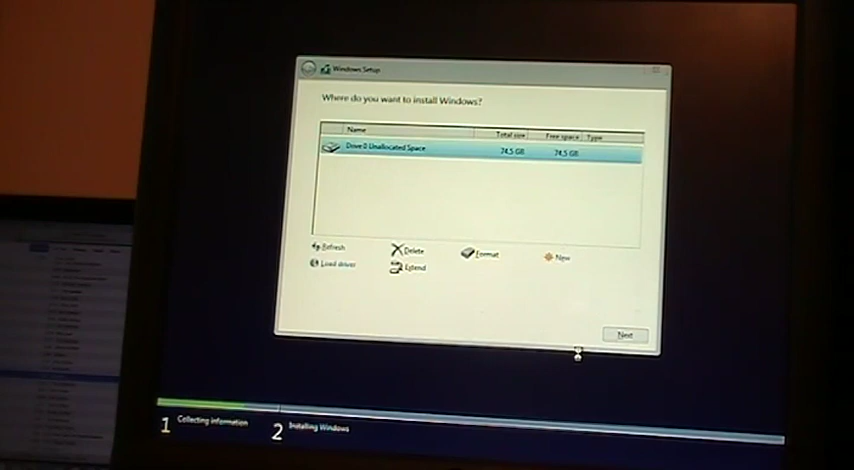 Windows Setup
Where do you want to install Windows?
Name Total size Free space Type
Drive 0 Unallocated Space 74.5 GB 74.5 GB
Refresh Delete Format New
Load driver Extend
Next
1 Collecting information 2 Installing Windows